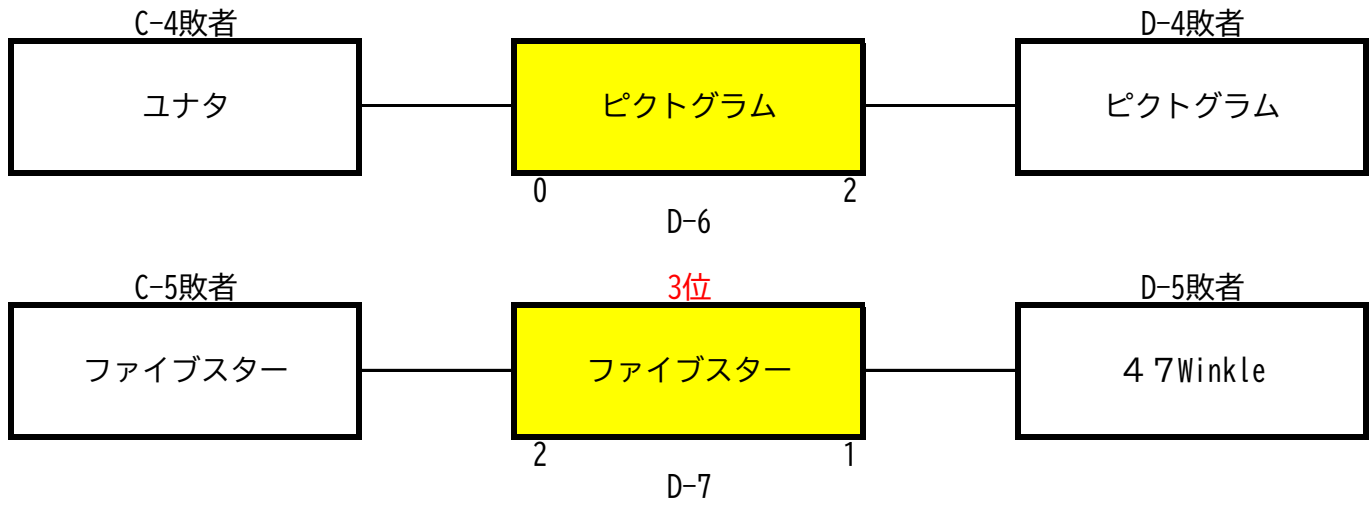 C-4敗者 D-4敗者
ユナタ ピクトグラム ピクトグラム
0 2
D-6
C-5敗者 3位 D-5敗者
ファイブスター ファイブスター ４７Winkle
2 1
D-7